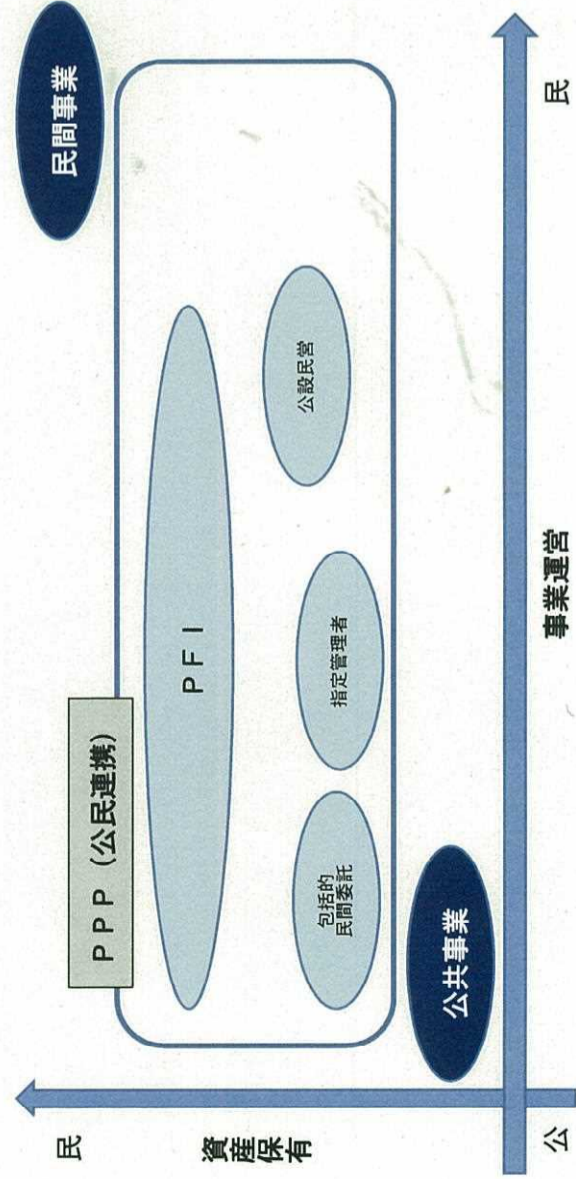 民
資産保有
公
PPP(公民連携)
民間事業
PFI
包括的
民間委託
指定管理者
公設民営
公共事業
事業運営
民